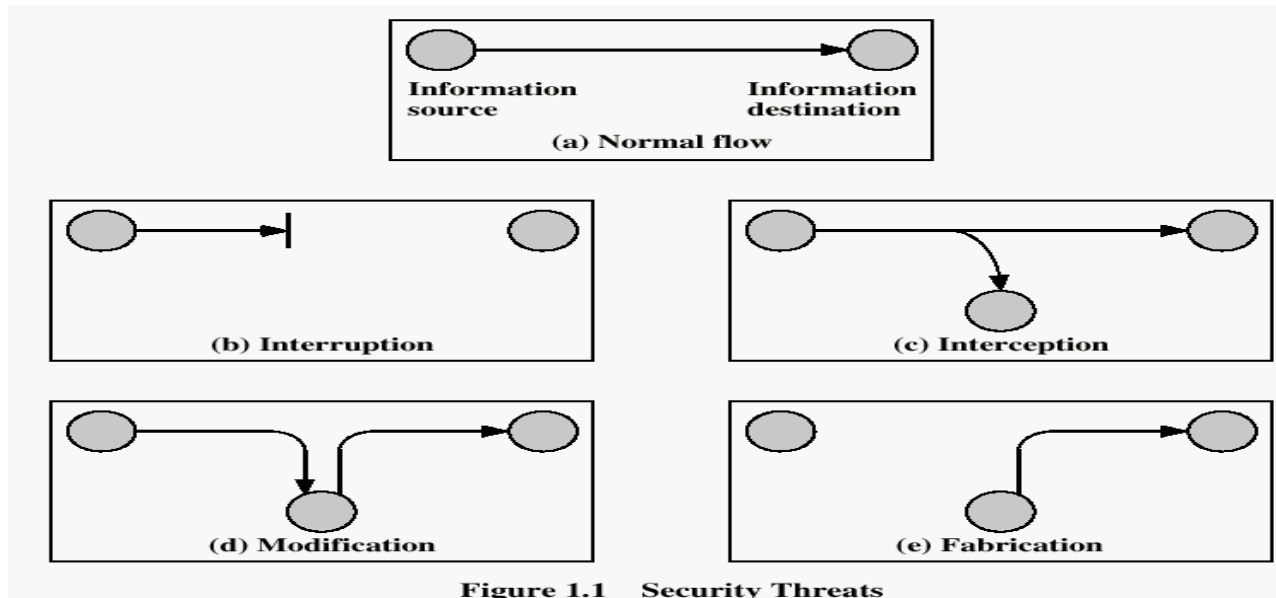 Information source
Information destination
(a) Normal flow
(b) Interruption
(c) Interception
(d) Modification
(e) Fabrication
Figure 1.1 Security Threats